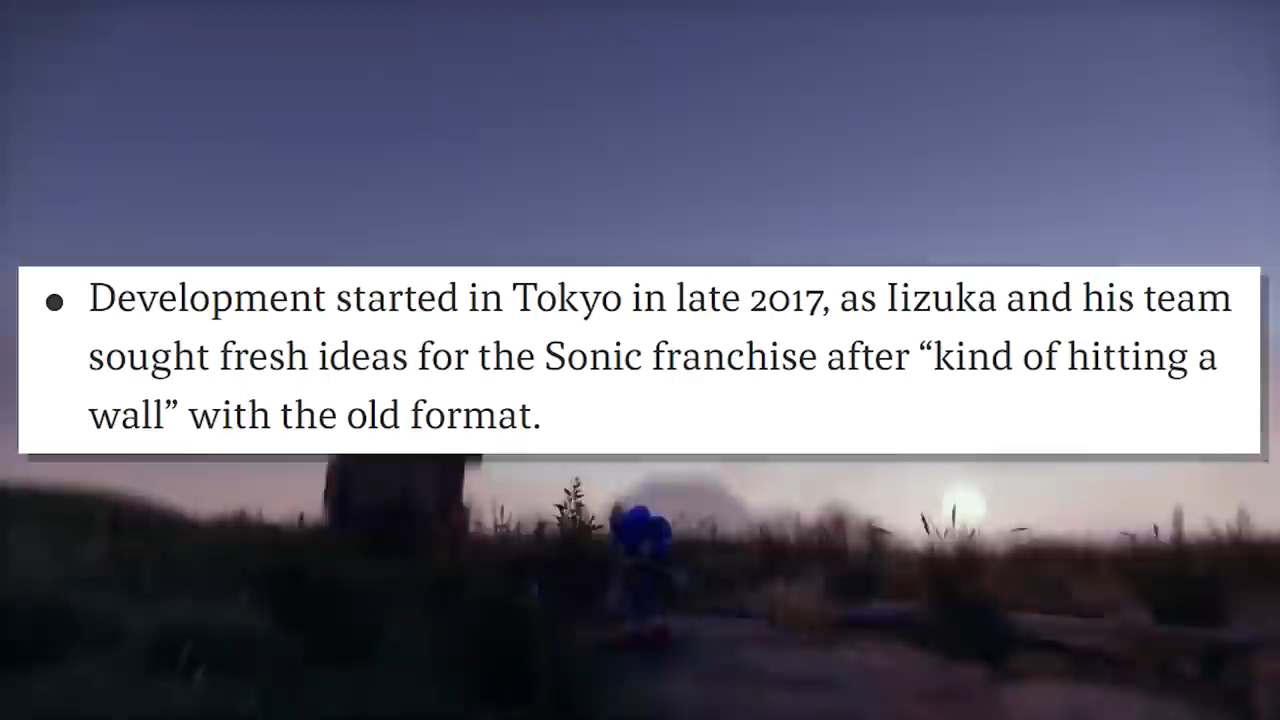 ● Development started in Tokyo in late 2017, as Iizuka and his team
sought fresh ideas for the Sonic franchise after “kind of hitting a
wall” with the old format.